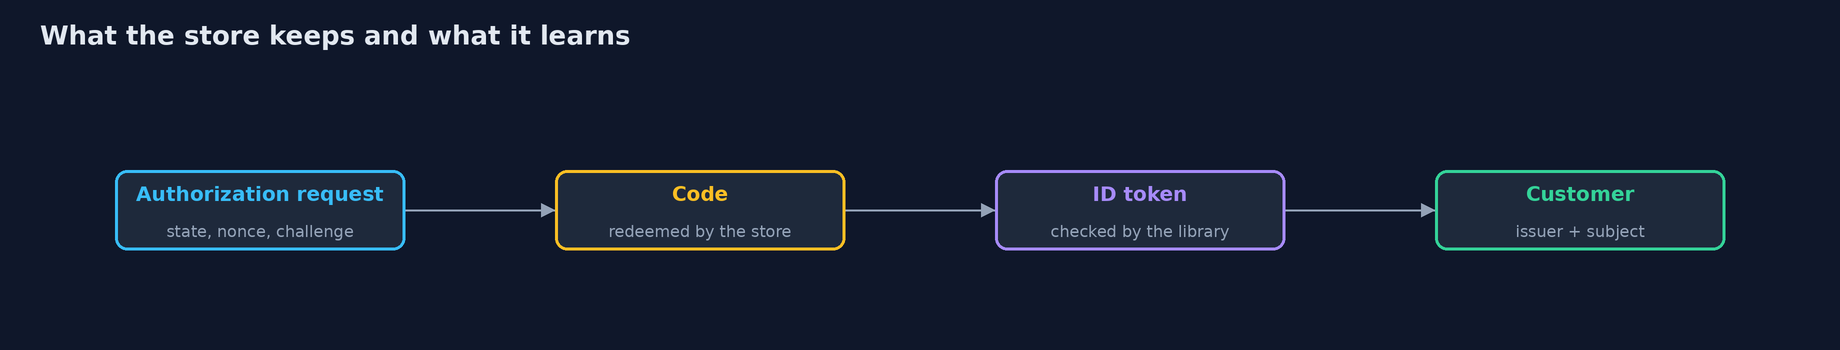 What the store keeps and what it learns
Authorization request
state, nonce, challenge
Code
redeemed by the store
ID token
checked by the library
Customer
issuer + subject